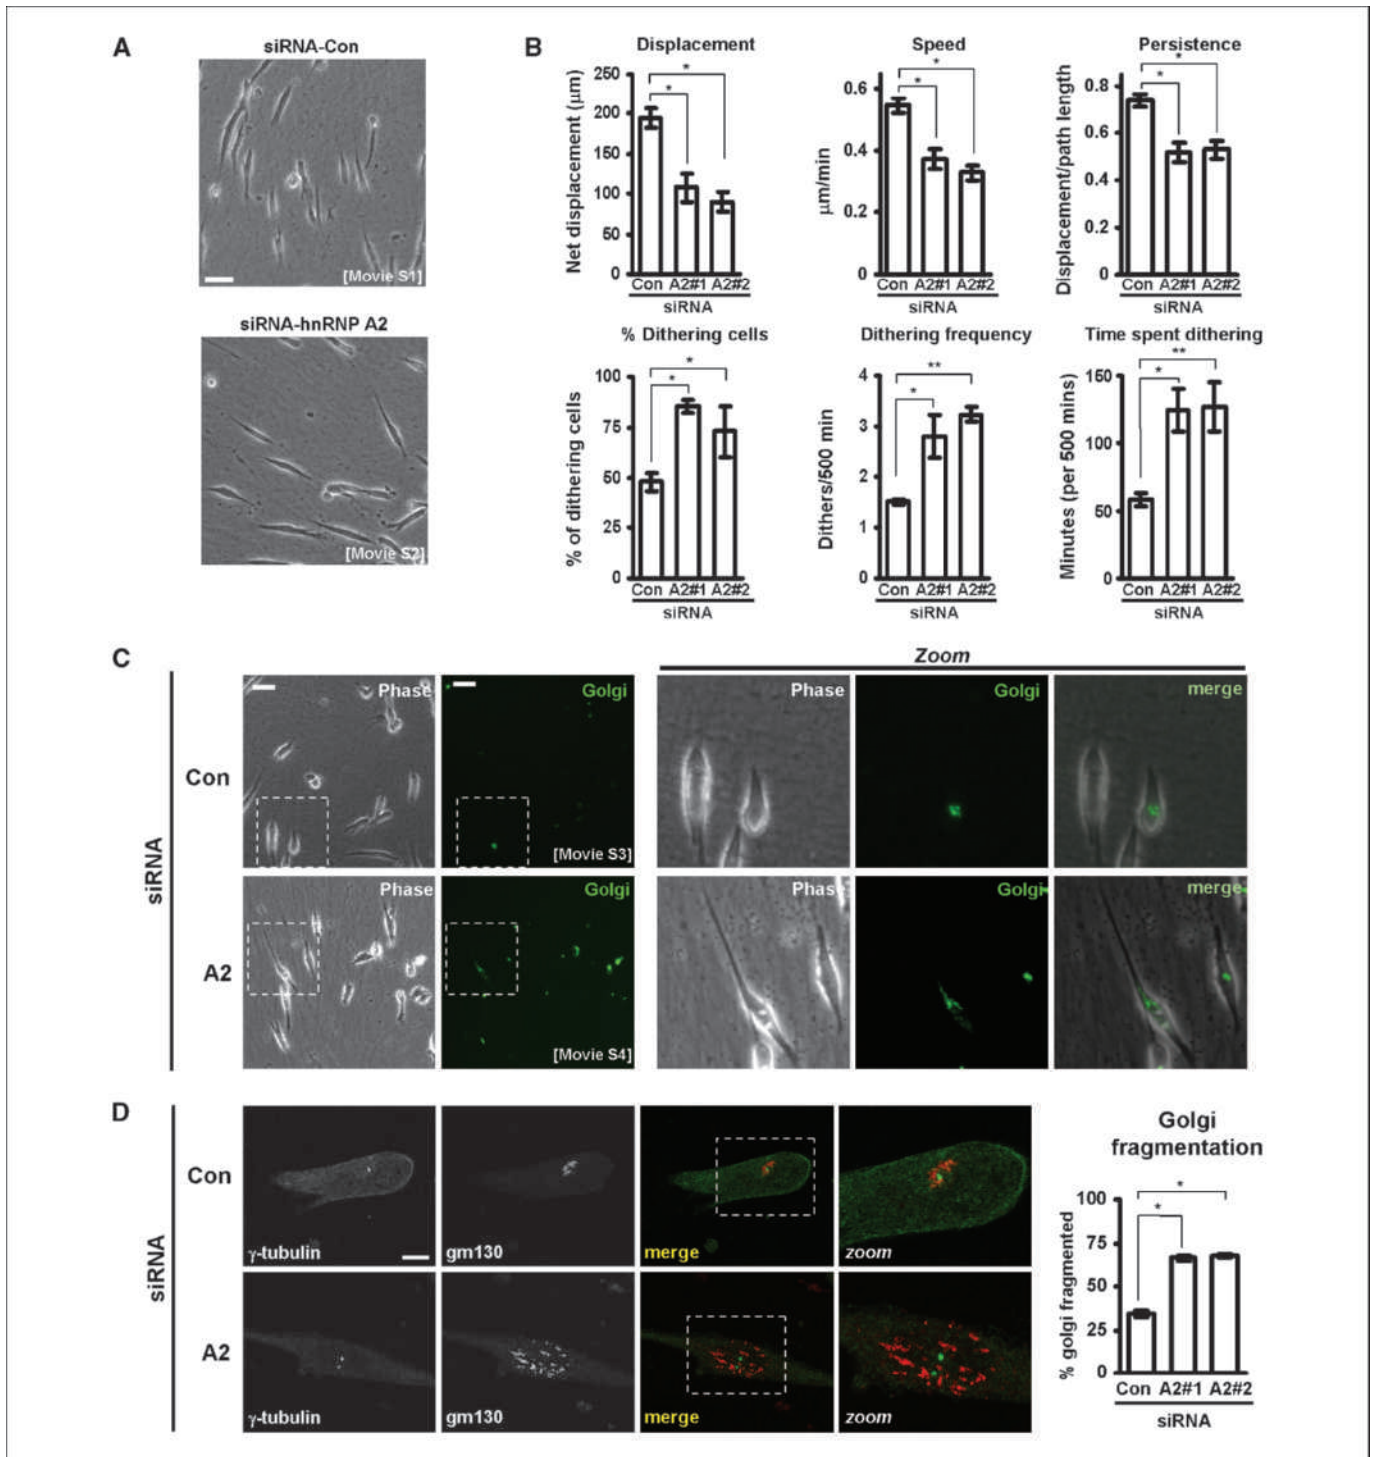 A
siRNA-Con
[Movie S1]
siRNA-hnRNP A2
[Movie S2]
B
Displacement
Net displacement (μm)
250
200
150
100
50
0
*
*
Con A2#1 A2#2
siRNA
Speed
μm/min
0.6
0.4
0.2
0
*
*
Con A2#1 A2#2
siRNA
Persistence
Displacement/path length
0.8
0.6
0.4
0.2
0
*
*
Con A2#1 A2#2
siRNA
% Dithering cells
% of dithering cells
100
75
50
25
0
*
*
Con A2#1 A2#2
siRNA
Dithering frequency
Dithers/500 min
4
3
2
1
0
**
*
Con A2#1 A2#2
siRNA
Time spent dithering
Minutes (per 500 mins)
150
100
50
0
**
*
Con A2#1 A2#2
siRNA
C
Zoom
siRNA
Con
Phase
Golgi
[Movie S3]
Phase
Golgi
merge
A2
Phase
Golgi
[Movie S4]
Phase
Golgi
merge
D
siRNA
Con
γ-tubulin
gm130
merge
zoom
A2
γ-tubulin
gm130
merge
zoom
Golgi
fragmentation
% golgi fragmented
100
75
50
25
0
*
*
Con A2#1 A2#2
siRNA